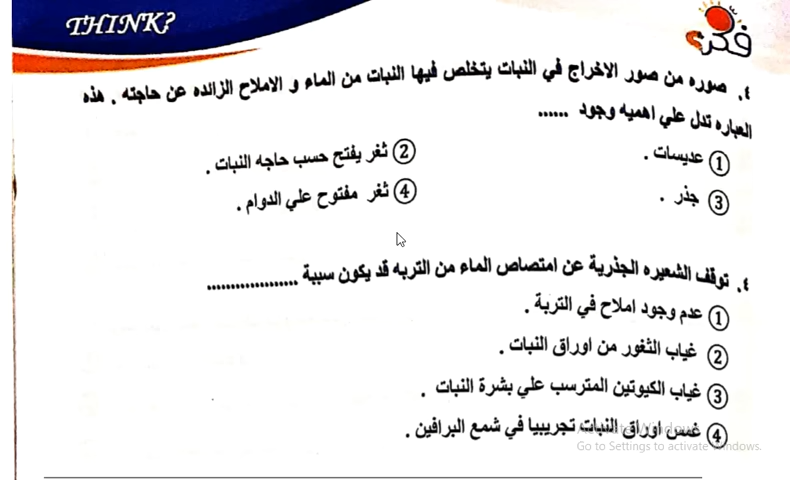 THINK?
فكر؟
٤. صوره من صور الاخراج في النبات يتخلص فيها النبات من الماء و الاملاح الزائده عن حاجته . هذه
العباره تدل علي اهميه وجود ......
① عديسات .
② ثغر يفتح حسب حاجه النبات .
③ جذر .
④ ثغر مفتوح علي الدوام .
٤. توقف الشعيره الجذرية عن امتصاص الماء من التربه قد يكون سببة ...................
① عدم وجود املاح في التربة .
② غياب الثغور من اوراق النبات .
③ غياب الكيوتين المترسب علي بشرة النبات .
④ غمس اوراق النبات تجريبيا في شمع البرافين .
Activate Windows
Go to Settings to activate Windows.